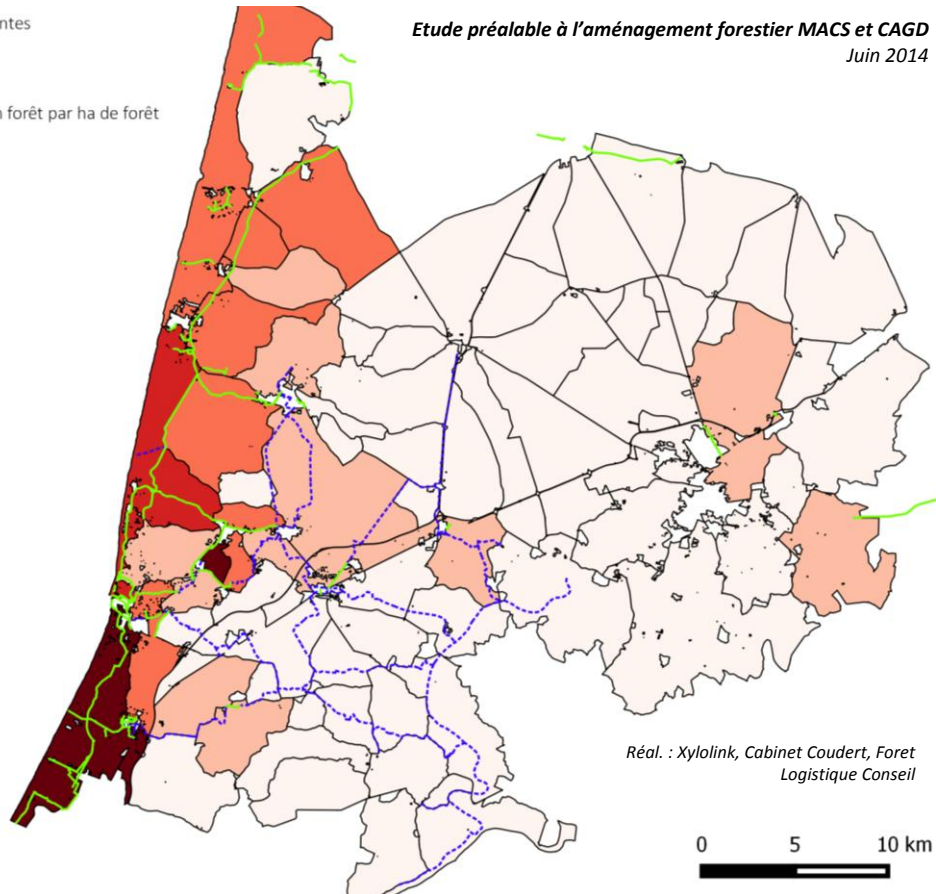 ntes
Etude préalable à l'aménagement forestier MACS et CAGD
Juin 2014
forêt par ha de forêt
Réal. : Xylolink, Cabinet Coudert, Foret
Logistique Conseil
0 5 10 km